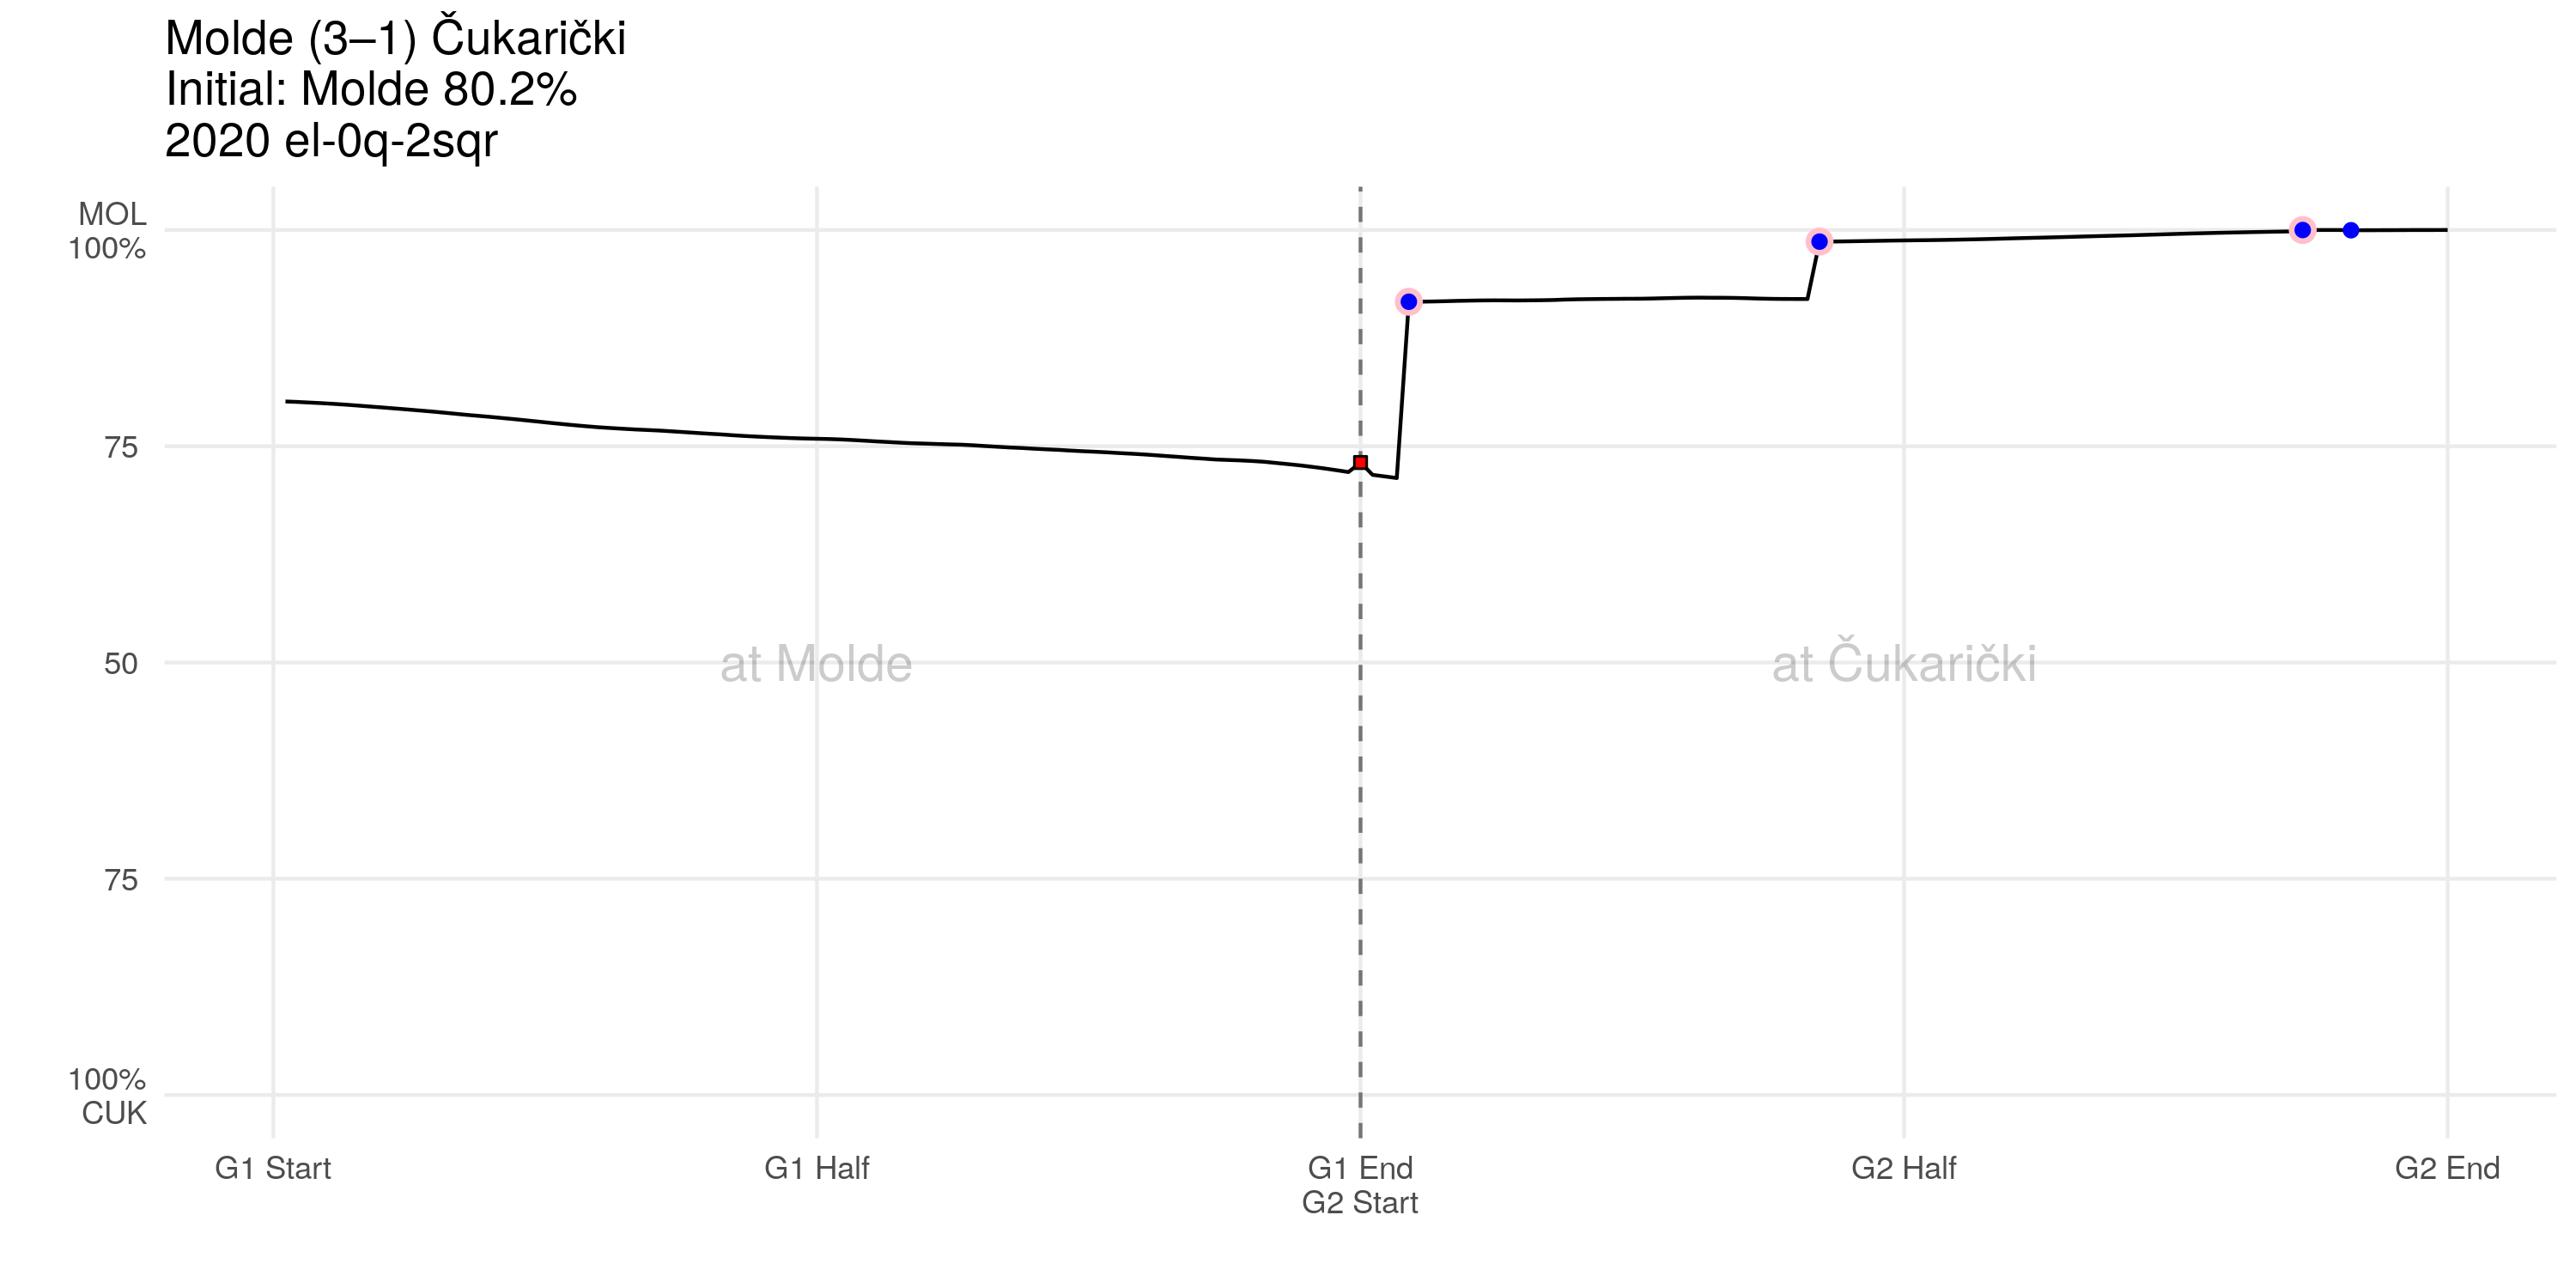 Molde (3–1) Čukarički
Initial: Molde 80.2%
2020 el-0q-2sqr
MOL
100%
75
50
75
100%
CUK
at Molde
at Čukarički
G1 Start
G1 Half
G1 End
G2 Start
G2 Half
G2 End